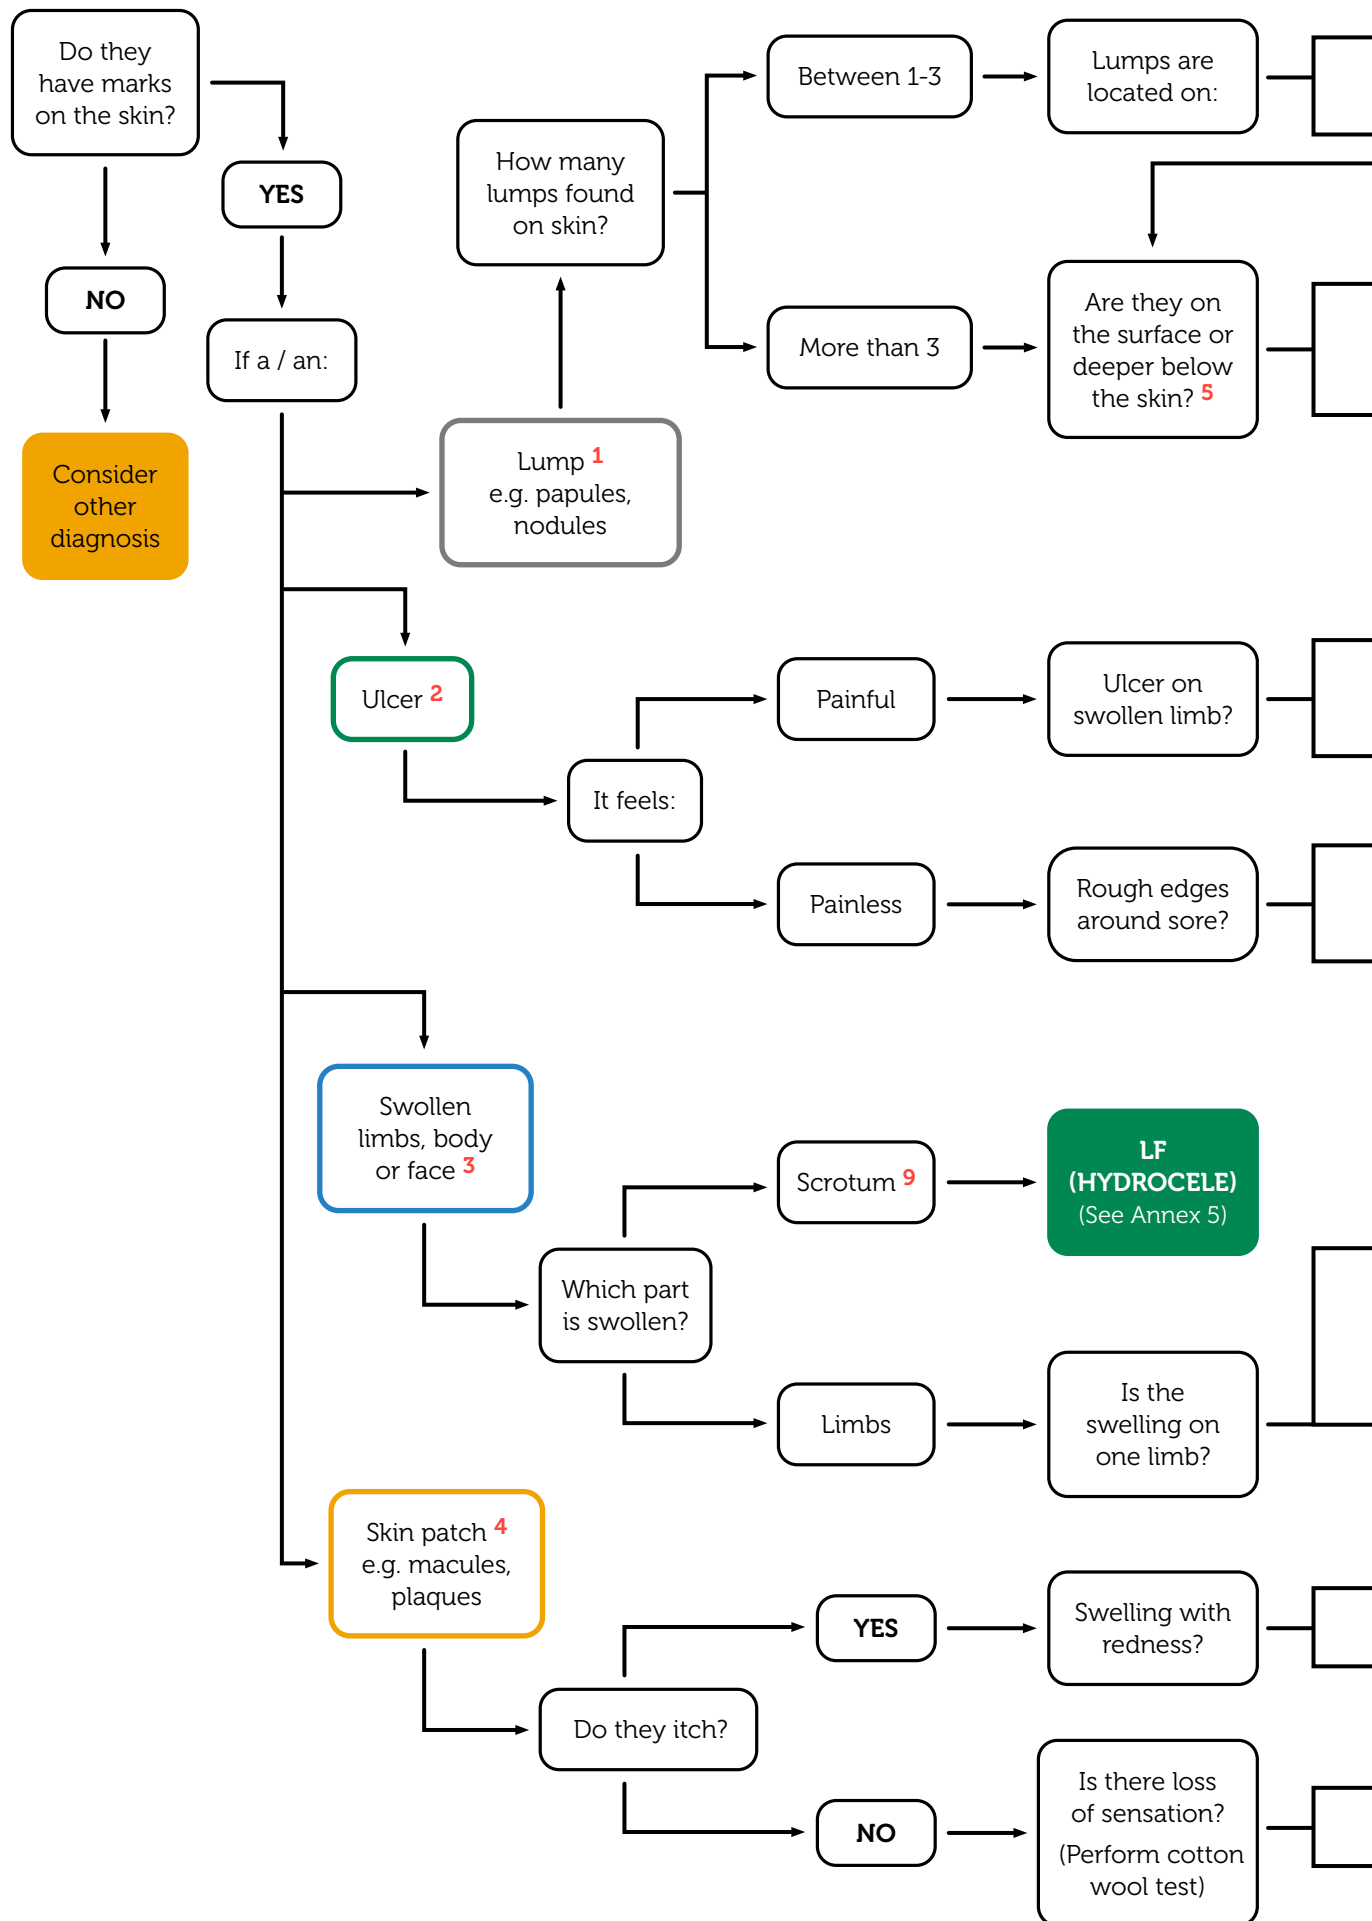 Do they
have marks
on the skin?
YES
NO
If a / an:
Consider
other
diagnosis
How many
lumps found
on skin?
Between 1-3
Lumps are
located on:
More than 3
Are they on
the surface or
deeper below
the skin? 5
Lump 1
e.g. papules,
nodules
Ulcer 2
It feels:
Painful
Ulcer on
swollen limb?
Painless
Rough edges
around sore?
Swollen
limbs, body
or face 3
Which part
is swollen?
Scrotum 9
LF
(HYDROCELE)
(See Annex 5)
Limbs
Is the
swelling on
one limb?
Skin patch 4
e.g. macules,
plaques
Do they itch?
YES
Swelling with
redness?
NO
Is there loss
of sensation?
(Perform cotton
wool test)